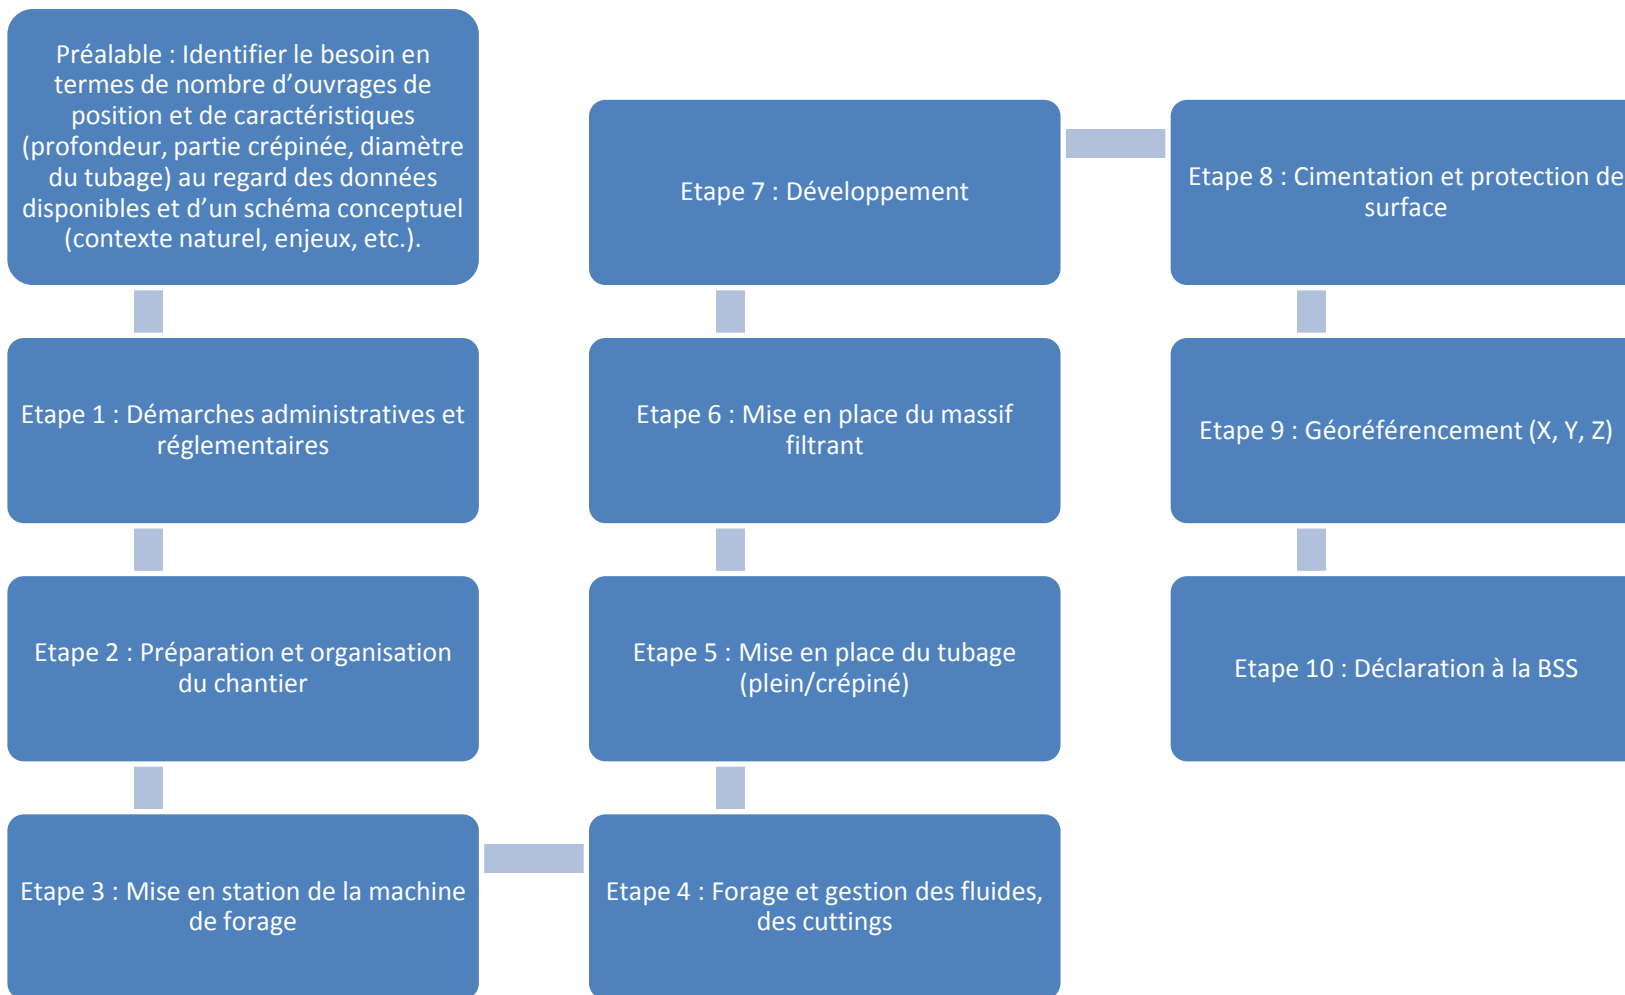 Préalable : Identifier le besoin en
termes de nombre d’ouvrages de
position et de caractéristiques
(profondeur, partie crépinée, diamètre
du tubage) au regard des données
disponibles et d’un schéma conceptuel
(contexte naturel, enjeux, etc.).
Etape 1 : Démarches administratives et
réglementaires
Etape 2 : Préparation et organisation
du chantier
Etape 3 : Mise en station de la machine
de forage
Etape 4 : Forage et gestion des fluides,
des cuttings
Etape 5 : Mise en place du tubage
(plein/crépiné)
Etape 6 : Mise en place du massif
filtrant
Etape 7 : Développement
Etape 8 : Cimentation et protection de
surface
Etape 9 : Géoréférencement (X, Y, Z)
Etape 10 : Déclaration à la BSS